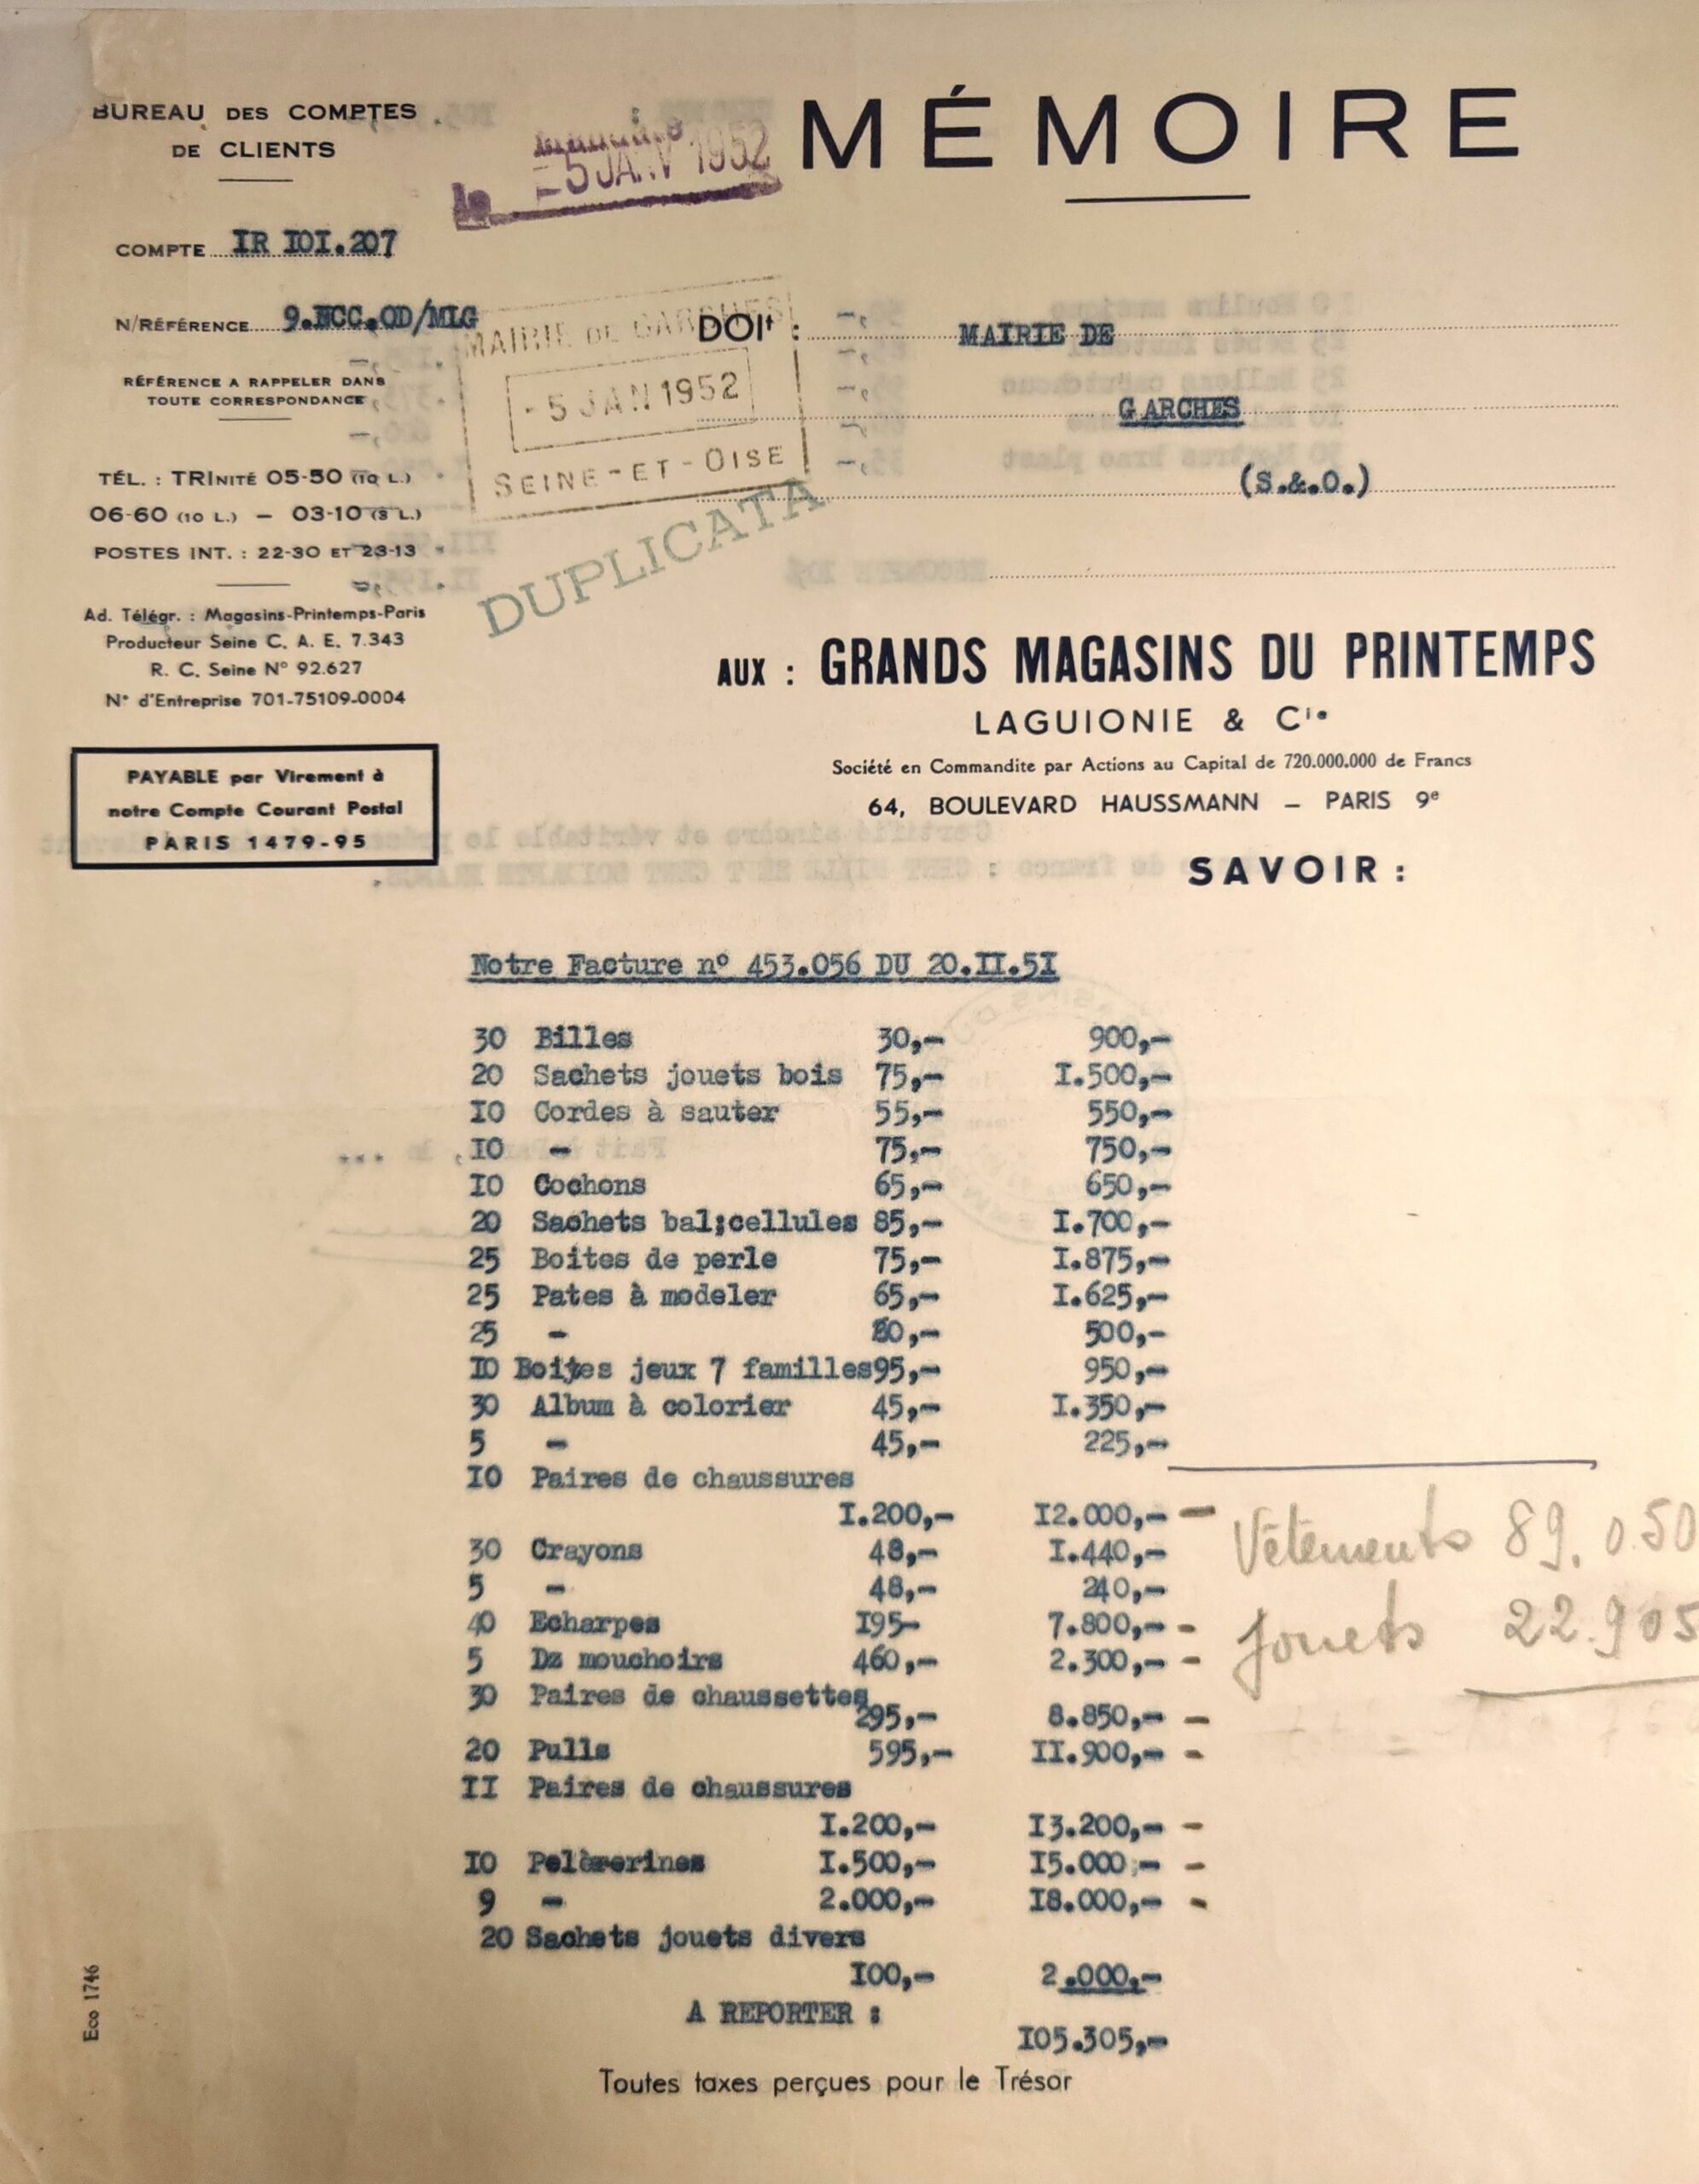 BUREAU DES COMPTES
DE CLIENTS
- 5 JANV 1952
MÉMOIRE
COMPTE IR IOI.207
N/RÉFÉRENCE 9.ECC.OD/MLG
RÉFÉRENCE A RAPPELER DANS
TOUTE CORRESPONDANCE
TÉL. : TRINITÉ 05-50 (10 L.)
06-60 (10 L.) — 03-10 (8 L.)
POSTES INT. : 22-30 ET 23-13
Ad. Télégr. : Magasins-Printemps-Paris
Producteur Seine C. A. E. 7.343
R. C. Seine N° 92.627
N° d'Entreprise 701-75109-0004
PAYABLE par Virement à
notre Compte Courant Postal
PARIS 1479-95
MAIRIE DE GARCHES
- 5 JAN 1952
SEINE-ET-OISE
DUPLICATA
DOIt : MAIRIE DE
GARCHES
(S.&.O.)
AUX : GRANDS MAGASINS DU PRINTEMPS
LAGUIONIE & Cie
Société en Commandite par Actions au Capital de 720.000.000 de Francs
64, BOULEVARD HAUSSMANN — PARIS 9e
SAVOIR :
Notre Facture n° 453.056 DU 20.II.5I
30 Billes 30,- 900,-
20 Sachets jouets bois 75,- I.500,-
IO Cordes à sauter 55,- 550,-
IO - 75,- 750,-
IO Cochons 65,- 650,-
20 Sachets bal;cellules 85,- I.700,-
25 Boites de perle 75,- I.875,-
25 Pates à modeler 65,- I.625,-
25 - 20,- 500,-
IO Boites jeux 7 familles 95,- 950,-
30 Album à colorier 45,- I.350,-
5 - 45,- 225,-
IO Paires de chaussures
I.200,- I2.000,- -
30 Crayons 48,- I.440,-
5 - 48,- 240,-
40 Echarpes I95- 7.800,- -
5 Dz mouchoirs 460,- 2.300,- -
30 Paires de chaussettes
295,- 8.850,- -
20 Pulls 595,- II.900,- -
II Paires de chaussures
I.200,- I3.200,- -
IO Pelèrerines I.500,- I5.000,- -
9 - 2.000,- I8.000,- -
20 Sachets jouets divers
I00,- 2.000,-
A REPORTER :
I05.305,-
Vêtements 89.050
Jouets 22.905
Toutes taxes perçues pour le Trésor
Eco 1746